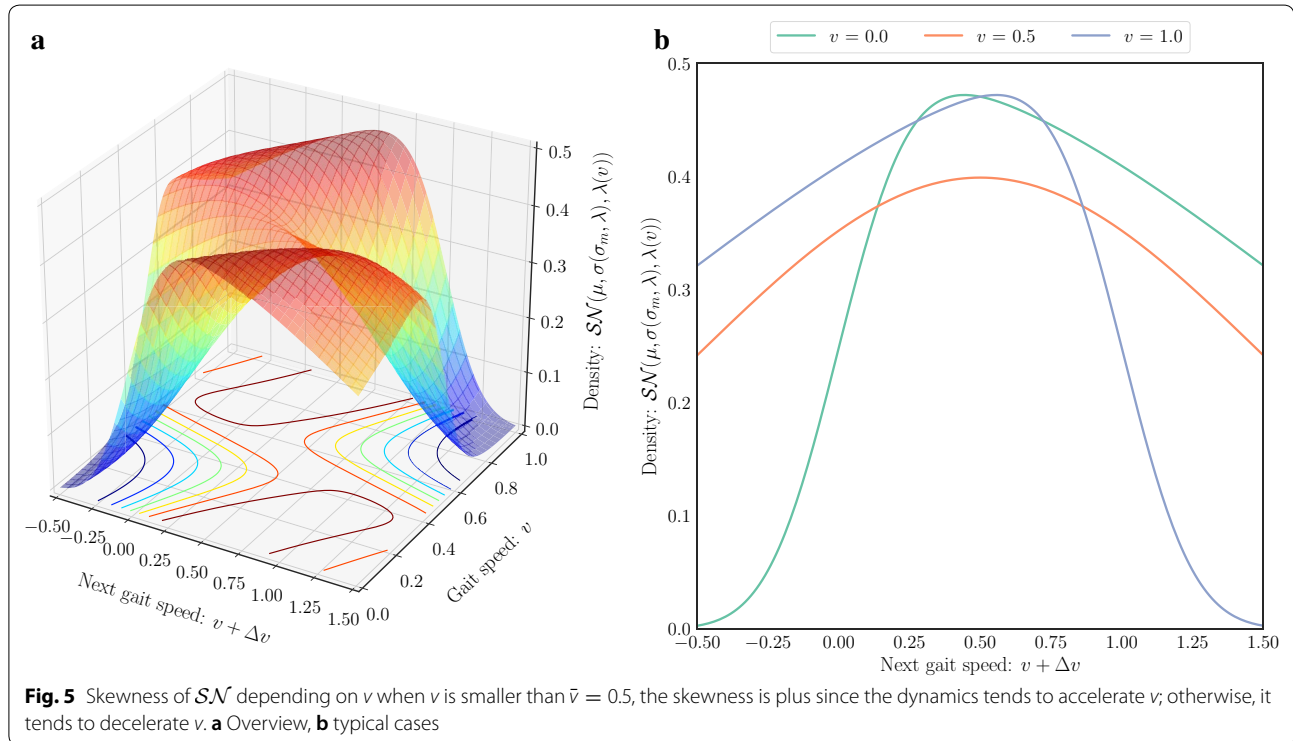 a
0.5
0.4
0.3
0.2
0.1
0.0
Density: 𝒮𝒩(μ, σ(σ_m, λ), λ(v))
1.0
0.8
0.6
0.4
0.2
0.0
Gait speed: v
−0.50
−0.25
0.00
0.25
0.50
0.75
1.00
1.25
1.50
Next gait speed: v + Δv
b
v = 0.0 v = 0.5 v = 1.0
0.5
0.4
0.3
0.2
0.1
0.0
Density: 𝒮𝒩(μ, σ(σ_m, λ), λ(v))
−0.50 −0.25 0.00 0.25 0.50 0.75 1.00 1.25 1.50
Next gait speed: v + Δv
Fig. 5 Skewness of 𝒮𝒩 depending on v when v is smaller than v̄ = 0.5, the skewness is plus since the dynamics tends to accelerate v; otherwise, it
tends to decelerate v. a Overview, b typical cases